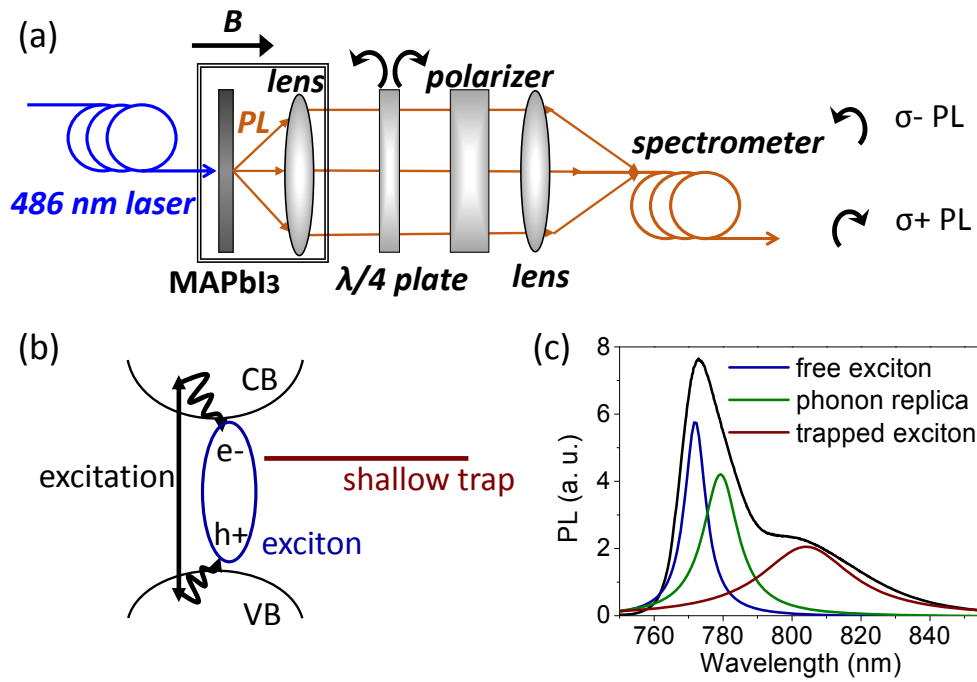 (a)
B
lens
polarizer
PL
spectrometer
σ- PL
486 nm laser
σ+ PL
MAPbI3
λ/4 plate
lens
(b)
CB
e-
excitation
shallow trap
h+
exciton
VB
(c)
8
6
4
2
0
PL (a. u.)
free exciton
phonon replica
trapped exciton
760 780 800 820 840
Wavelength (nm)